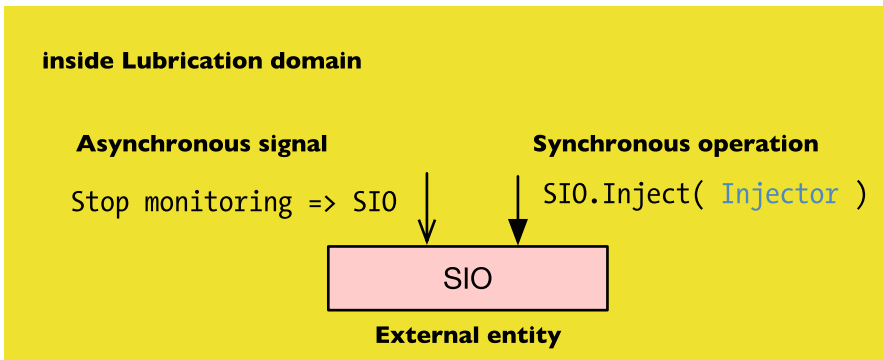 inside Lubrication domain
Asynchronous signal
Synchronous operation
Stop monitoring => SIO
SIO.Inject( Injector )
SIO
External entity